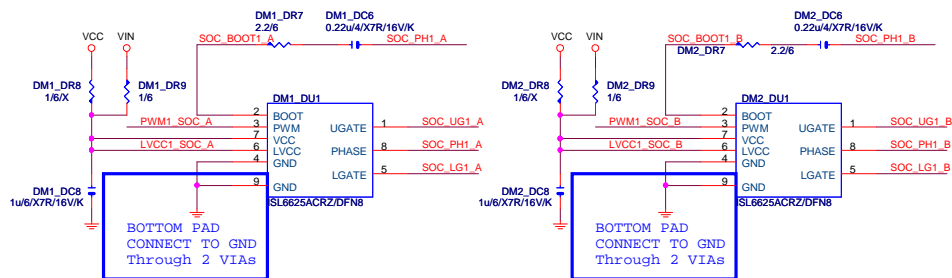 DM1_DR7
2.2/6
DM1_DC6
0.22u/4/X7R/16V/K
SOC_BOOT1_A
SOC_PH1_A
VCC
VIN
DM1_DR8
1/6/X
DM1_DR9
1/6
DM1_DU1
2
BOOT
3
PWM
7
VCC
6
LVCC
4
GND
9
GND
UGATE
1
PHASE
8
LGATE
5
PWM1_SOC_A
LVCC1_SOC_A
SOC_UG1_A
SOC_PH1_A
SOC_LG1_A
DM1_DC8
1u/6/X7R/16V/K
ISL6625ACRZ/DFN8
BOTTOM PAD
CONNECT TO GND
Through 2 VIAs
DM2_DR7
2.2/6
DM2_DC6
0.22u/4/X7R/16V/K
SOC_BOOT1_B
SOC_PH1_B
VCC
VIN
DM2_DR8
1/6/X
DM2_DR9
1/6
DM2_DU1
2
BOOT
3
PWM
7
VCC
6
LVCC
4
GND
9
GND
UGATE
1
PHASE
8
LGATE
5
PWM1_SOC_B
LVCC1_SOC_B
SOC_UG1_B
SOC_PH1_B
SOC_LG1_B
DM2_DC8
1u/6/X7R/16V/K
ISL6625ACRZ/DFN8
BOTTOM PAD
CONNECT TO GND
Through 2 VIAs